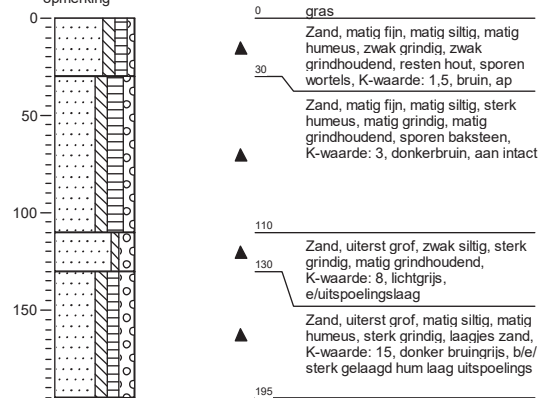 opmerking
0
50
100
150
0 gras
Zand, matig fijn, matig siltig, matig
humeus, zwak grindig, zwak
grindhoudend, resten hout, sporen
wortels, K-waarde: 1,5, bruin, ap
30
Zand, matig fijn, matig siltig, sterk
humeus, matig grindig, matig
grindhoudend, sporen baksteen,
K-waarde: 3, donkerbruin, aan intact
110
Zand, uiterst grof, zwak siltig, sterk
grindig, matig grindhoudend,
K-waarde: 8, lichtgrijs,
e/uitspoelingslaag
130
Zand, uiterst grof, matig siltig, matig
humeus, sterk grindig, laagjes zand,
K-waarde: 15, donker bruingrijs, b/e/
sterk gelaagd hum laag uitspoelings
195